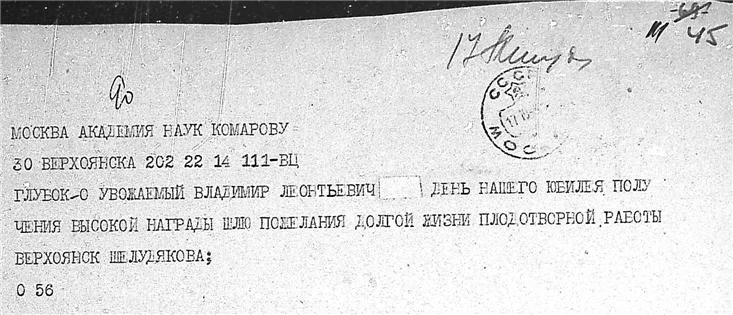 45
МОСКВА АКАДЕМИЯ НАУК КОМАРОВУ
30 ВЕРХОЯНСКА 202 22 14 111-ВЦ
ГЛУБОК-О УВОЖАЕМЫЙ ВЛАДИМИР ЛЕОНТЬЕВИЧ ДЕНЬ НАШЕГО ЮБИЛЕЯ ПОЛУ
ЧЕНИЯ ВЫСОКОЙ НАГРАДЫ ШЛЮ ПОЖЕЛАНИЯ ДОЛГОЙ ЖИЗНИ ПЛОДОТВОРНОЙ РАБОТЫ
ВЕРХОЯНСК ШЕЛУДЯКОВА;
О 56